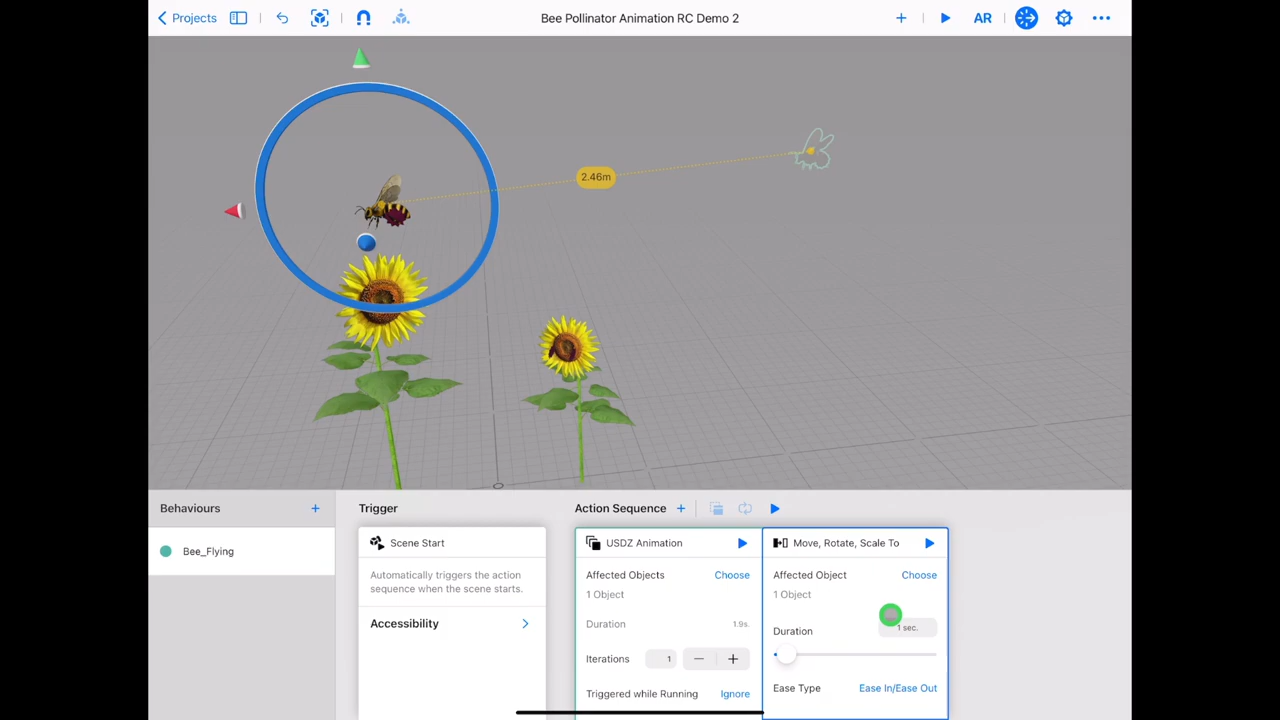 Projects
Bee Pollinator Animation RC Demo 2
AR
2.46m
Behaviours
Bee_Flying
Trigger
Scene Start
Automatically triggers the action
sequence when the scene starts.
Accessibility
Action Sequence
USDZ Animation
Affected Objects Choose
1 Object
Duration 1.9s.
Iterations 1
Triggered while Running Ignore
Move, Rotate, Scale To
Affected Object Choose
1 Object
Duration 1 sec.
Ease Type Ease In/Ease Out